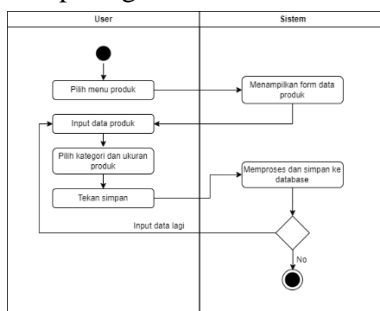 User
Sistem
Pilih menu produk
Menampilkan form data
produk
Input data produk
Pilih kategori dan ukuran
produk
Memproses dan simpan ke
database
Tekan simpan
Input data lagi
No